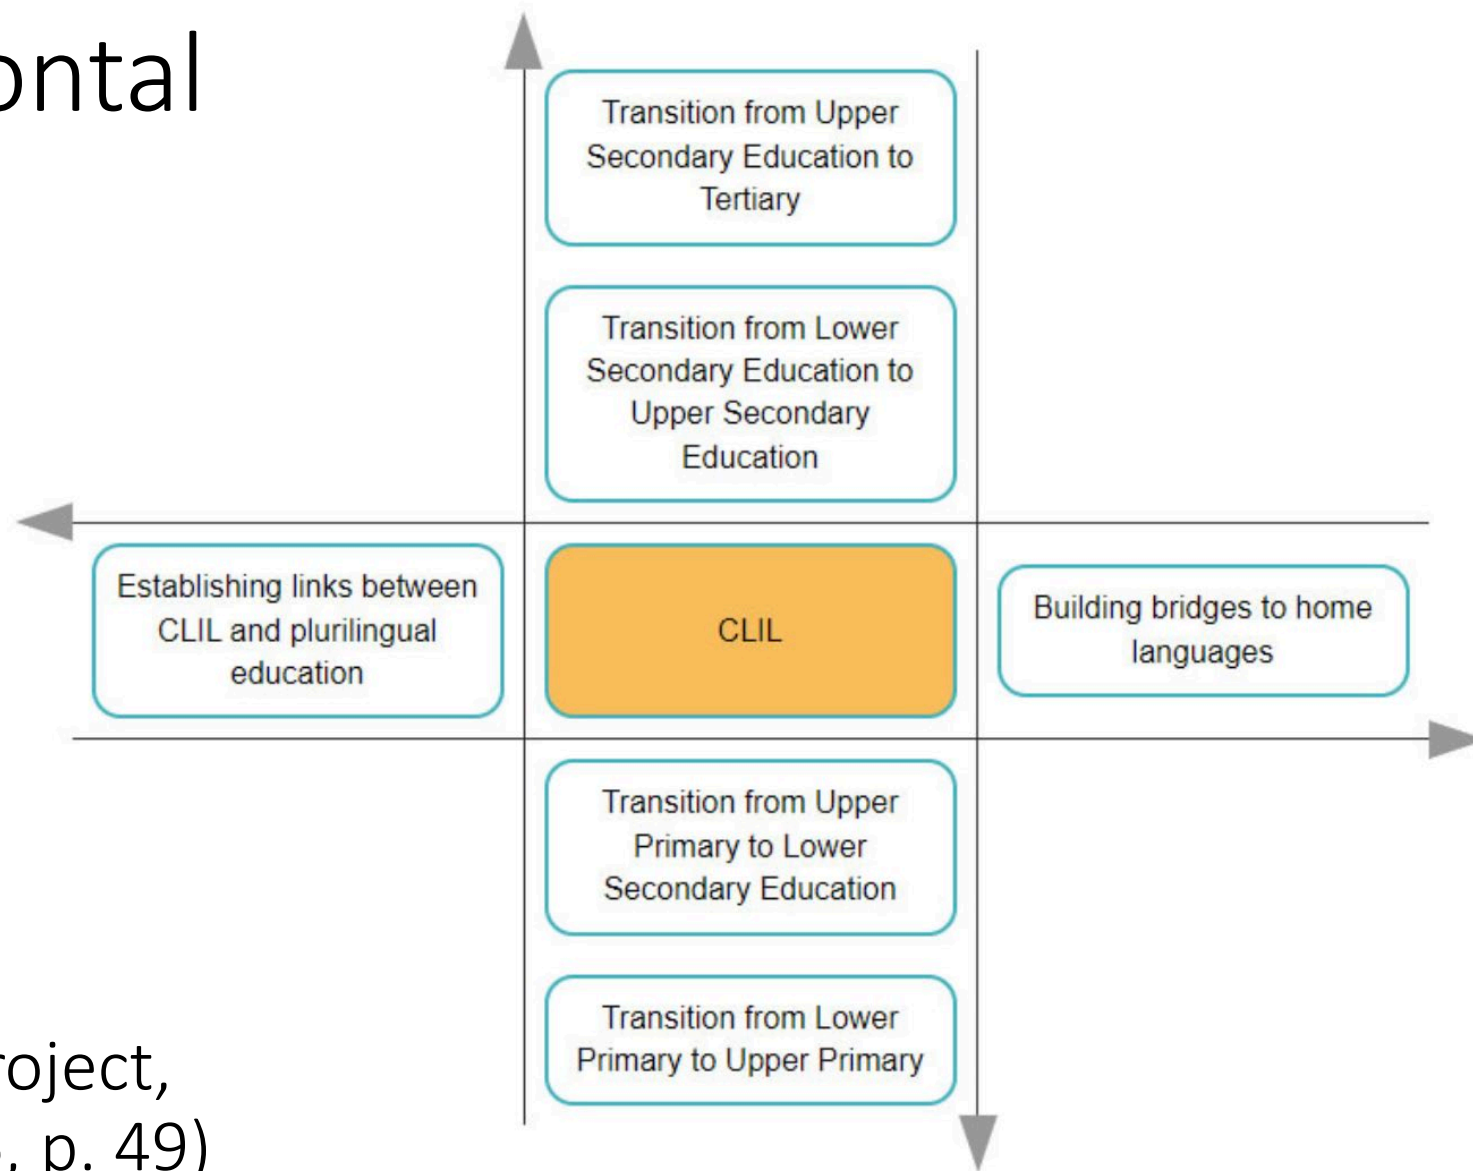 ontal
Transition from Upper
Secondary Education to
Tertiary
Transition from Lower
Secondary Education to
Upper Secondary
Education
Establishing links between
CLIL and plurilingual
education
CLIL
Building bridges to home
languages
Transition from Upper
Primary to Lower
Secondary Education
Transition from Lower
Primary to Upper Primary
roject,
, p. 49)